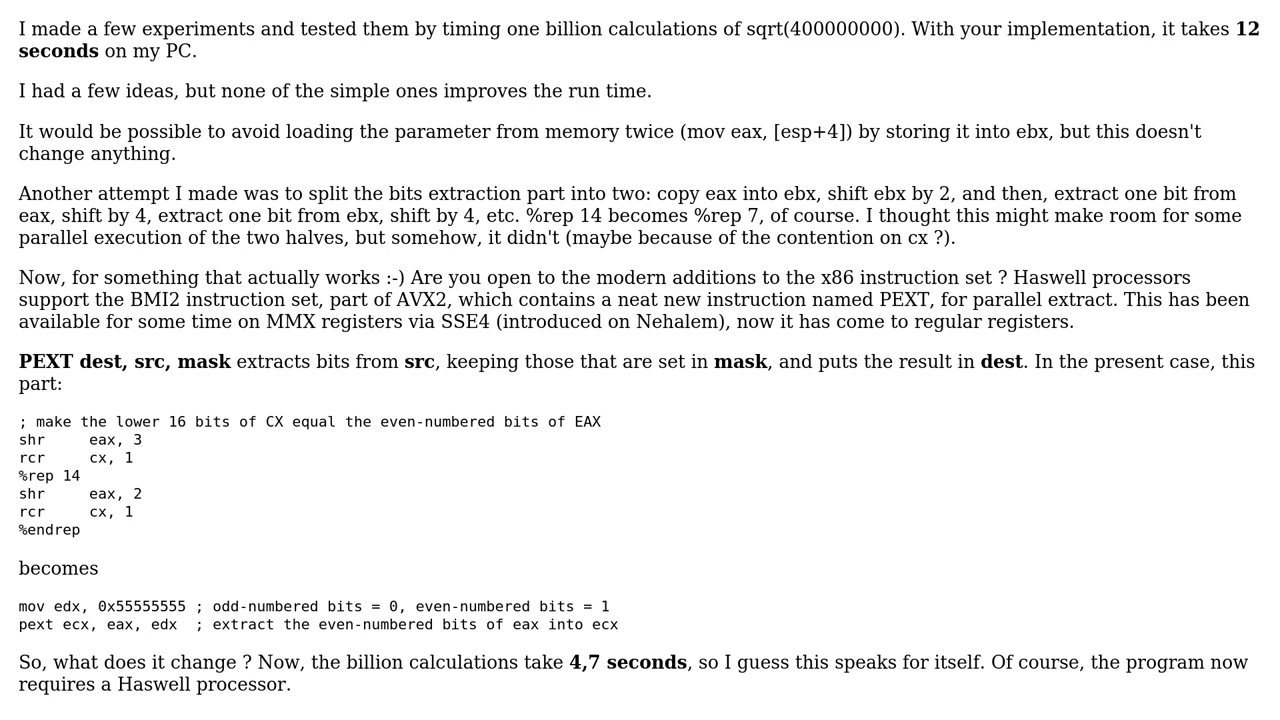 I made a few experiments and tested them by timing one billion calculations of sqrt(400000000). With your implementation, it takes 12
seconds on my PC.
I had a few ideas, but none of the simple ones improves the run time.
It would be possible to avoid loading the parameter from memory twice (mov eax, [esp+4]) by storing it into ebx, but this doesn't
change anything.
Another attempt I made was to split the bits extraction part into two: copy eax into ebx, shift ebx by 2, and then, extract one bit from
eax, shift by 4, extract one bit from ebx, shift by 4, etc. %rep 14 becomes %rep 7, of course. I thought this might make room for some
parallel execution of the two halves, but somehow, it didn't (maybe because of the contention on cx ?).
Now, for something that actually works :-) Are you open to the modern additions to the x86 instruction set ? Haswell processors
support the BMI2 instruction set, part of AVX2, which contains a neat new instruction named PEXT, for parallel extract. This has been
available for some time on MMX registers via SSE4 (introduced on Nehalem), now it has come to regular registers.
PEXT dest, src, mask extracts bits from src, keeping those that are set in mask, and puts the result in dest. In the present case, this
part:
; make the lower 16 bits of CX equal the even-numbered bits of EAX
shr     eax, 3
rcr     cx, 1
%rep 14
shr     eax, 2
rcr     cx, 1
%endrep
becomes
mov edx, 0x55555555 ; odd-numbered bits = 0, even-numbered bits = 1
pext ecx, eax, edx  ; extract the even-numbered bits of eax into ecx
So, what does it change ? Now, the billion calculations take 4,7 seconds, so I guess this speaks for itself. Of course, the program now
requires a Haswell processor.